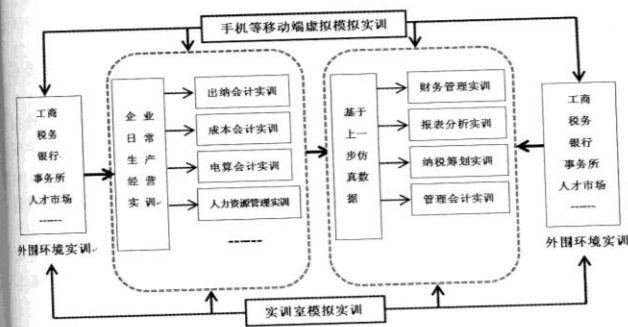 手机等移动端虚拟模拟实训
工商
税务
银行
事务所
人才市场
------
外围环境实训
企业
日常
生产
经营
实训
出纳会计实训
成本会计实训
电算会计实训
人力资源管理实训
------
基于
上一
步仿
真数
据
财务管理实训
报表分析实训
纳税筹划实训
管理会计实训
工商
税务
银行
事务所
人才市场
------
外围环境实训
实训室模拟实训